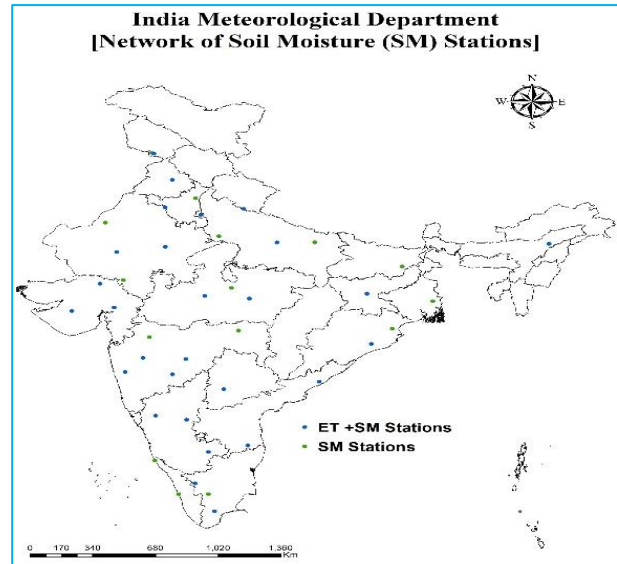 India Meteorological Department
[Network of Soil Moisture (SM) Stations]
N
W E
S
ET +SM Stations
SM Stations
0 170 340 680 1,020 1,360
Km